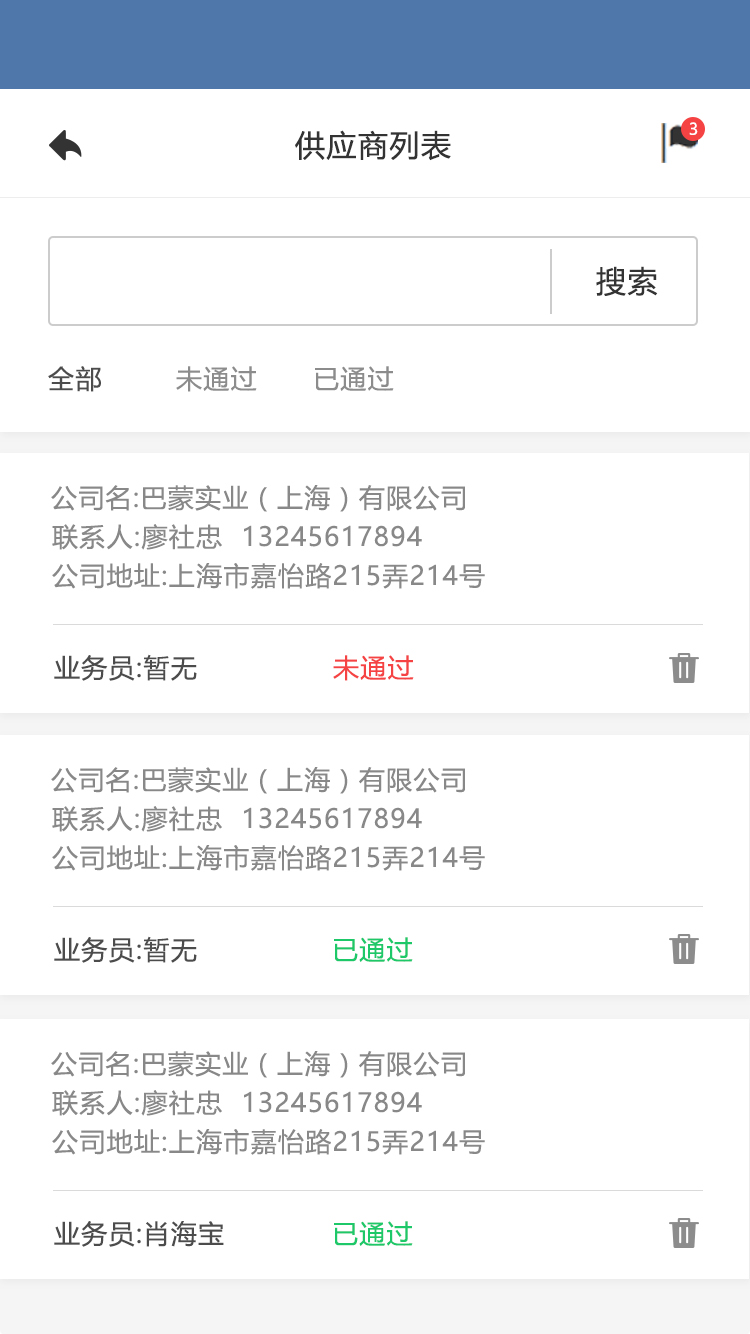 供应商列表
3
搜索
全部 未通过 已通过
公司名:巴蒙实业（上海）有限公司
联系人:廖社忠 13245617894
公司地址:上海市嘉怡路215弄214号
业务员:暂无 未通过
公司名:巴蒙实业（上海）有限公司
联系人:廖社忠 13245617894
公司地址:上海市嘉怡路215弄214号
业务员:暂无 已通过
公司名:巴蒙实业（上海）有限公司
联系人:廖社忠 13245617894
公司地址:上海市嘉怡路215弄214号
业务员:肖海宝 已通过